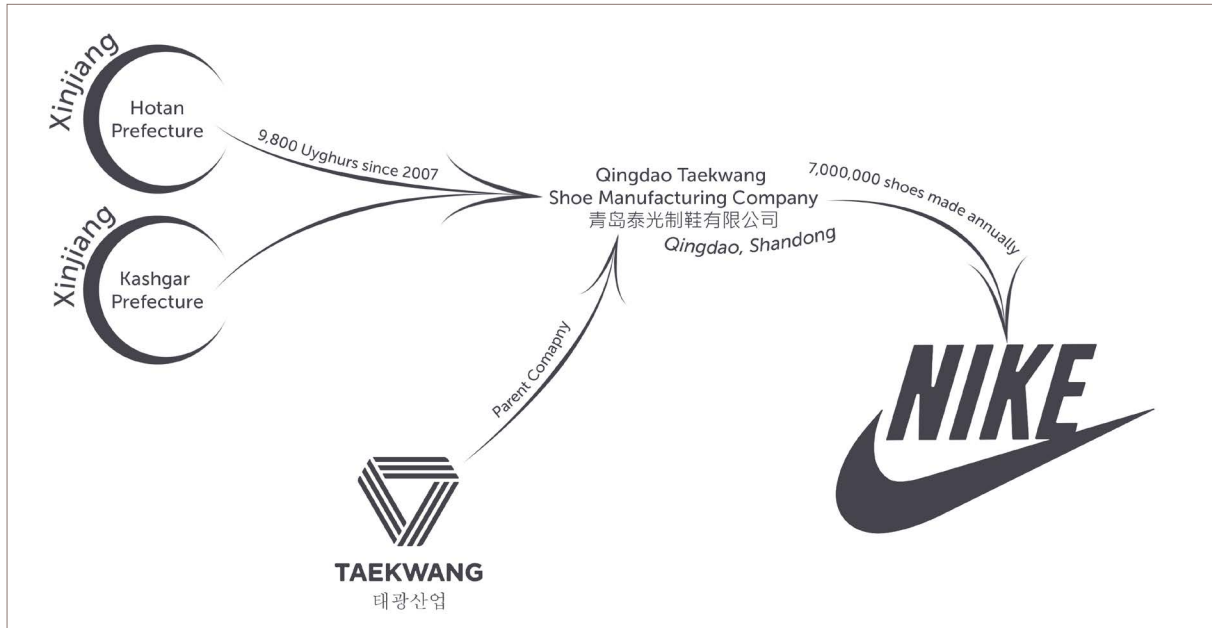 Xinjiang
Hotan
Prefecture
9,800 Uyghurs since 2007
Xinjiang
Kashgar
Prefecture
Qingdao Taekwang
Shoe Manufacturing Company
青岛泰光制鞋有限公司
Qingdao, Shandong
7,000,000 shoes made annually
Parent Comapny
NIKE
TAEKWANG
태광산업